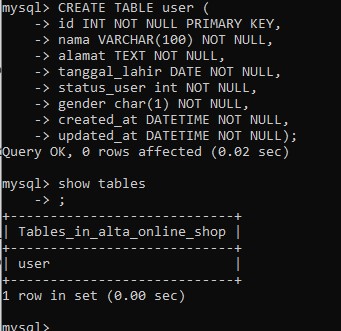 mysql> CREATE TABLE user (
    -> id INT NOT NULL PRIMARY KEY,
    -> nama VARCHAR(100) NOT NULL,
    -> alamat TEXT NOT NULL,
    -> tanggal_lahir DATE NOT NULL,
    -> status_user int NOT NULL,
    -> gender char(1) NOT NULL,
    -> created_at DATETIME NOT NULL,
    -> updated_at DATETIME NOT NULL);
Query OK, 0 rows affected (0.02 sec)
mysql> show tables
    -> ;
+----------------------------+
| Tables_in_alta_online_shop |
+----------------------------+
| user                       |
+----------------------------+
1 row in set (0.00 sec)
mysql>